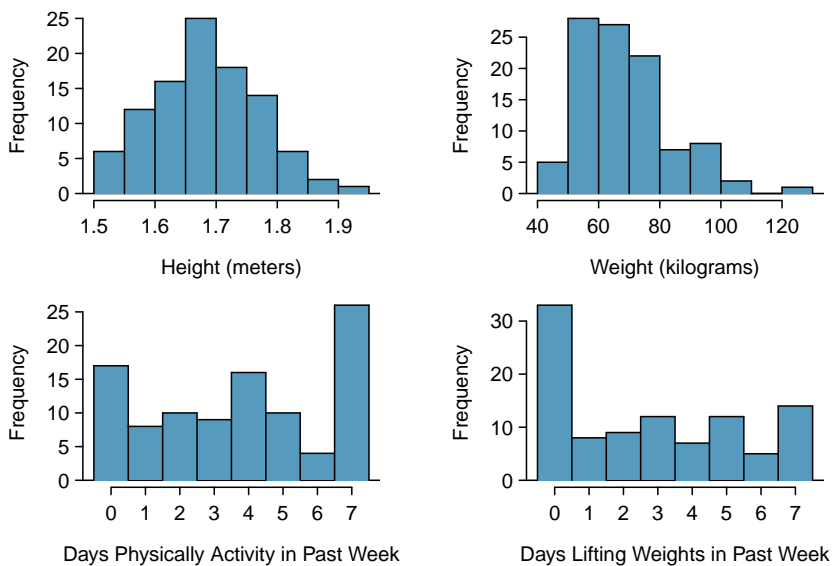 Frequency
25
20
15
10
5
0
1.5 1.6 1.7 1.8 1.9
Height (meters)
Frequency
25
20
15
10
5
0
40 60 80 100 120
Weight (kilograms)
Frequency
25
20
15
10
5
0
0 1 2 3 4 5 6 7
Days Physically Activity in Past Week
Frequency
30
20
10
0
0 1 2 3 4 5 6 7
Days Lifting Weights in Past Week